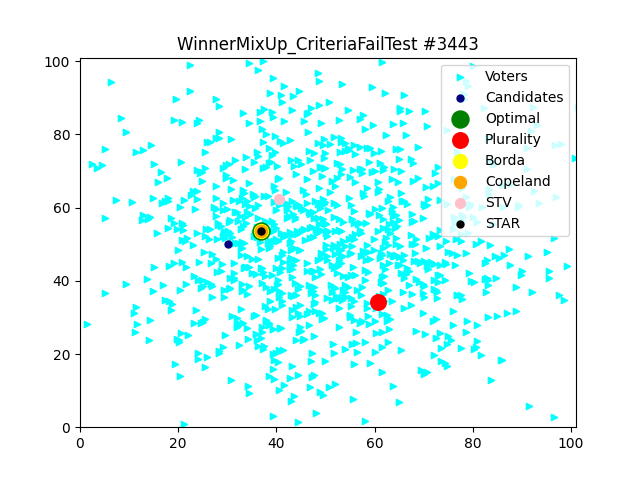 WinnerMixUp_CriteriaFailTest #3443
Voters
Candidates
Optimal
Plurality
Borda
Copeland
STV
STAR
100
80
60
40
20
0
0 20 40 60 80 100